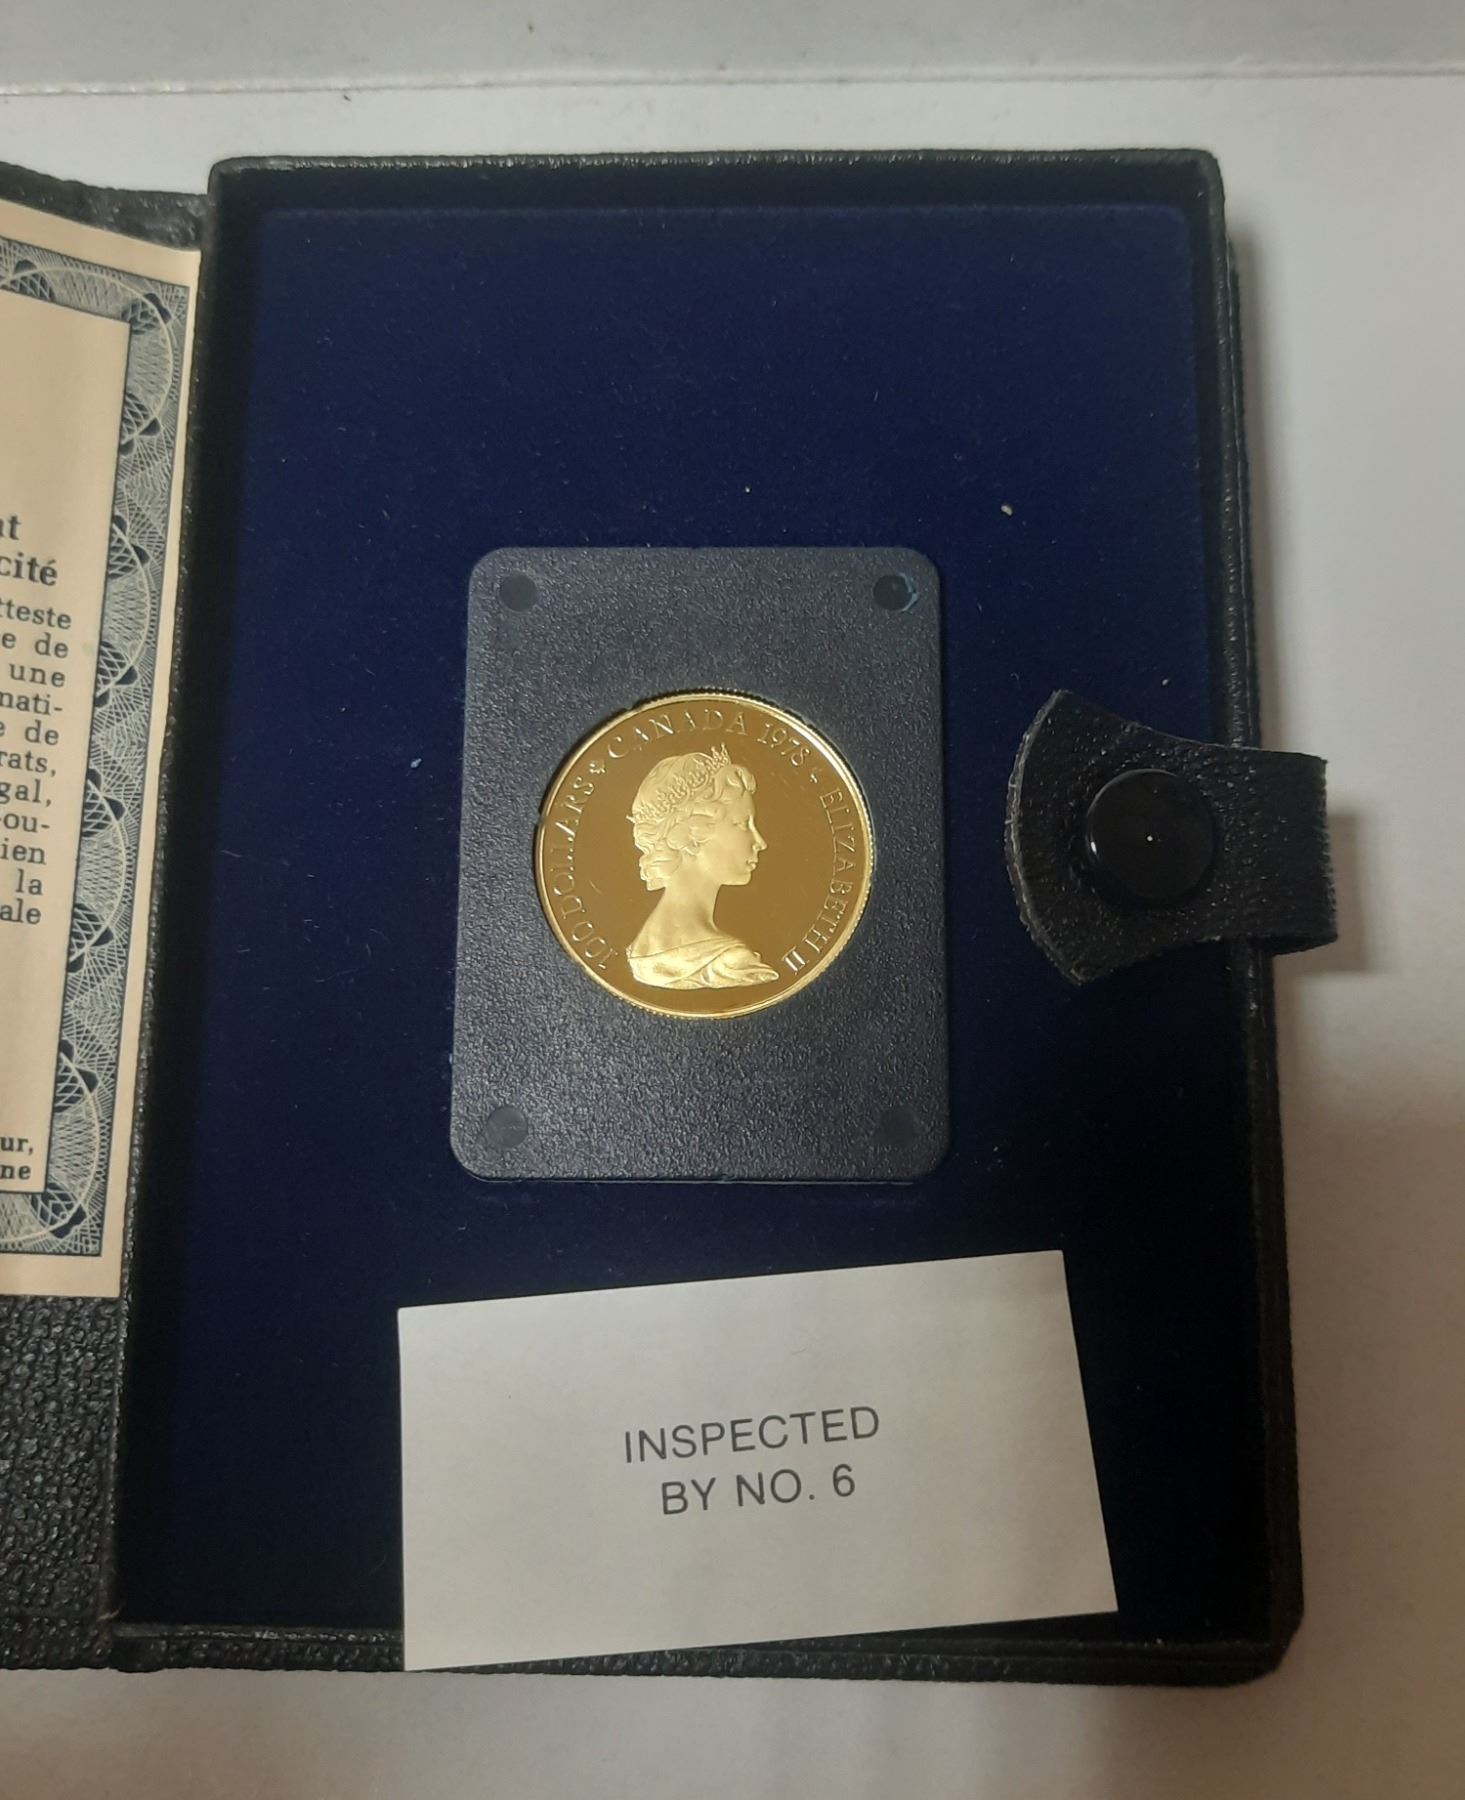 cité
tteste
e de
une
mati-
e de
rats,
gal,
-ou-
ien
la
ale
ur,
ne
100 DOLLARS CANADA 1978 ELIZABETH II
INSPECTED
BY NO. 6